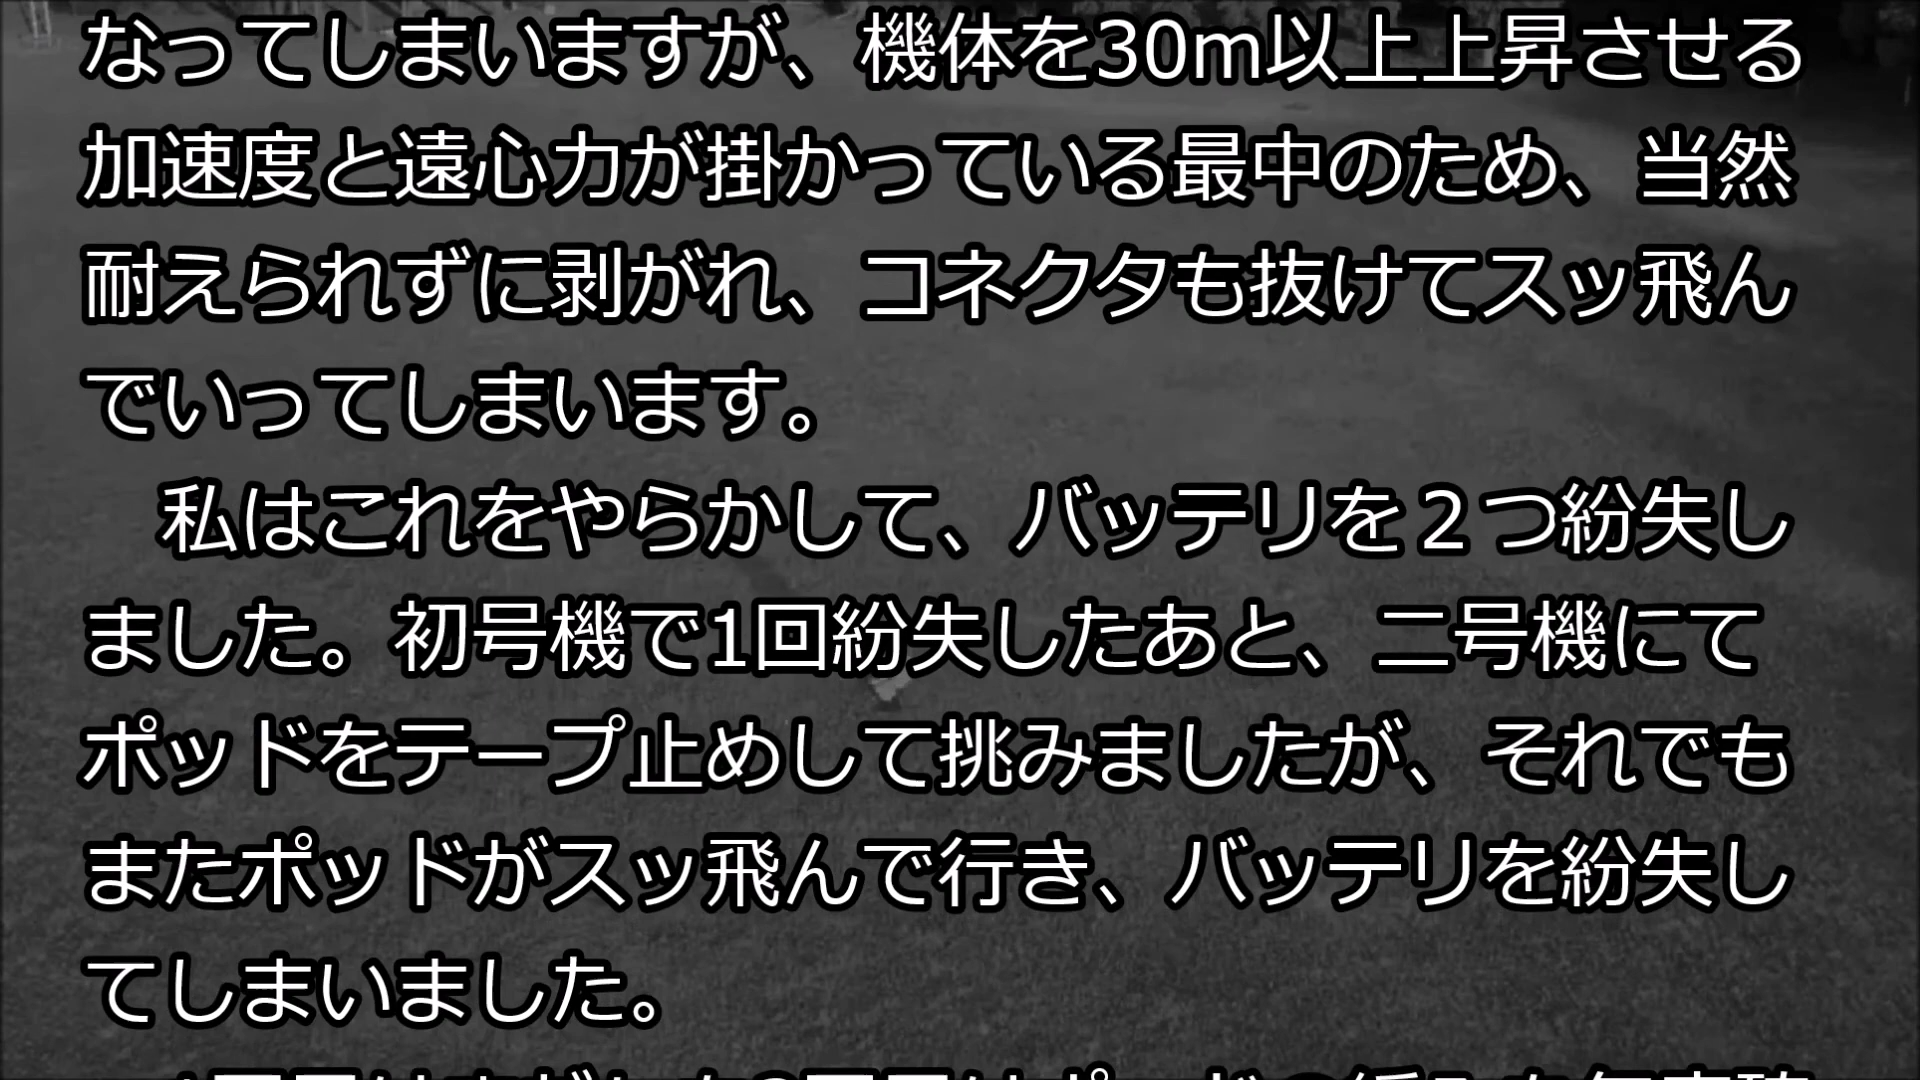 なってしまいますが、機体を30m以上上昇させる
加速度と遠心力が掛かっている最中のため、当然
耐えられずに剥がれ、コネクタも抜けてスッ飛ん
でいってしまいます。
　私はこれをやらかして、バッテリを２つ紛失し
ました。初号機で1回紛失したあと、二号機にて
ポッドをテープ止めして挑みましたが、それでも
またポッドがスッ飛んで行き、バッテリを紛失し
てしまいました。